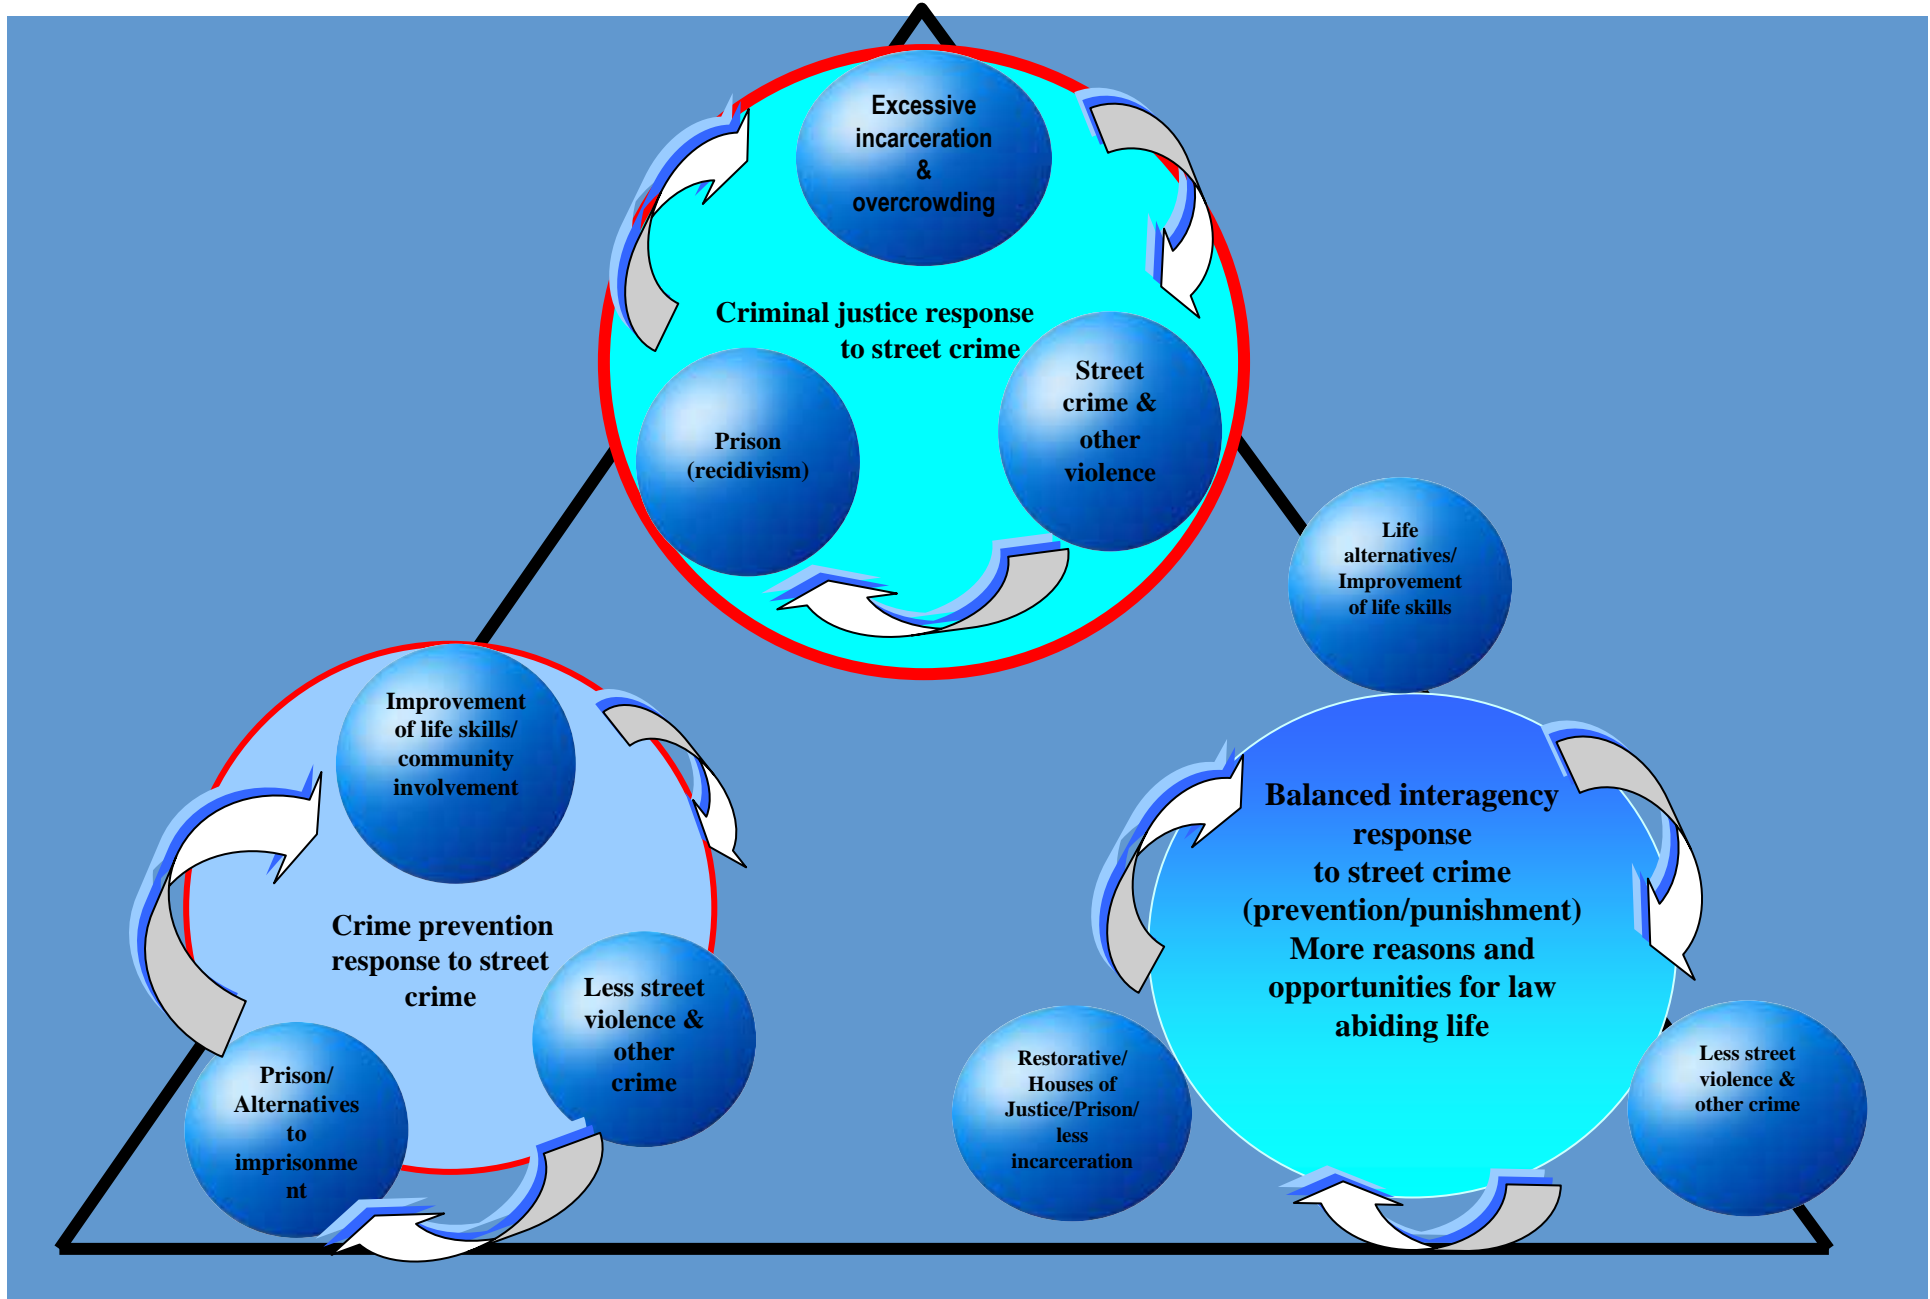 Excessive
incarceration
&
overcrowding
Criminal justice response
to street crime
Street
crime &
other
violence
Prison
(recidivism)
Life
alternatives/
Improvement
of life skills
Improvement
of life skills/
community
involvement
Crime prevention
response to street
crime
Less street
violence &
other
crime
Prison/
Alternatives
to
imprisonme
nt
Balanced interagency
response
to street crime
(prevention/punishment)
More reasons and
opportunities for law
abiding life
Restorative/
Houses of
Justice/Prison/
less
incarceration
Less street
violence &
other crime